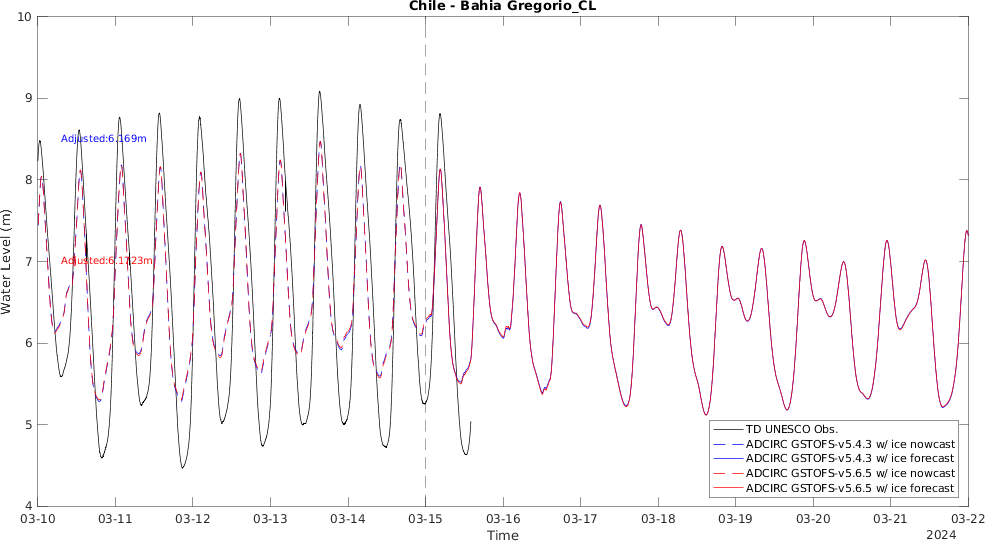 Chile - Bahia Gregorio_CL
10
9
8
7
6
5
4
Water Level (m)
Adjusted:6.169m
Adjusted:6.1723m
TD UNESCO Obs.
ADCIRC GSTOFS-v5.4.3 w/ ice nowcast
ADCIRC GSTOFS-v5.4.3 w/ ice forecast
ADCIRC GSTOFS-v5.6.5 w/ ice nowcast
ADCIRC GSTOFS-v5.6.5 w/ ice forecast
03-10 03-11 03-12 03-13 03-14 03-15 03-16 03-17 03-18 03-19 03-20 03-21 03-22
Time
2024